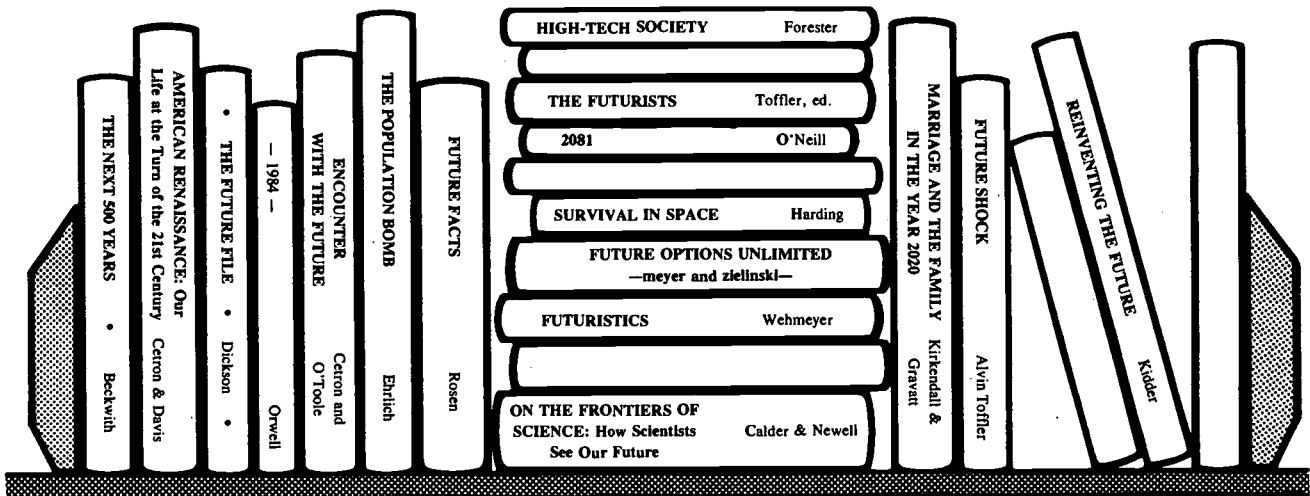 THE NEXT 500 YEARS • Beckwith
AMERICAN RENAISSANCE: Our
Life at the Turn of the 21st Century Cetron & Davis
• THE FUTURE FILE • Dickson •
— 1984 — Orwell
ENCOUNTER
WITH THE FUTURE
Cetron and
O'Toole
THE POPULATION BOMB Ehrlich
FUTURE FACTS Rosen
HIGH-TECH SOCIETY Forester
THE FUTURISTS Toffler, ed.
2081 O'Neill
SURVIVAL IN SPACE Harding
FUTURE OPTIONS UNLIMITED
—meyer and zielinski—
FUTURISTICS Wehmeyer
ON THE FRONTIERS OF
SCIENCE: How Scientists Calder & Newell
See Our Future
MARRIAGE AND THE FAMILY
IN THE YEAR 2020
Kirkendall &
Gravatt
FUTURE SHOCK Alvin Toffler
REINVENTING THE FUTURE Kidder